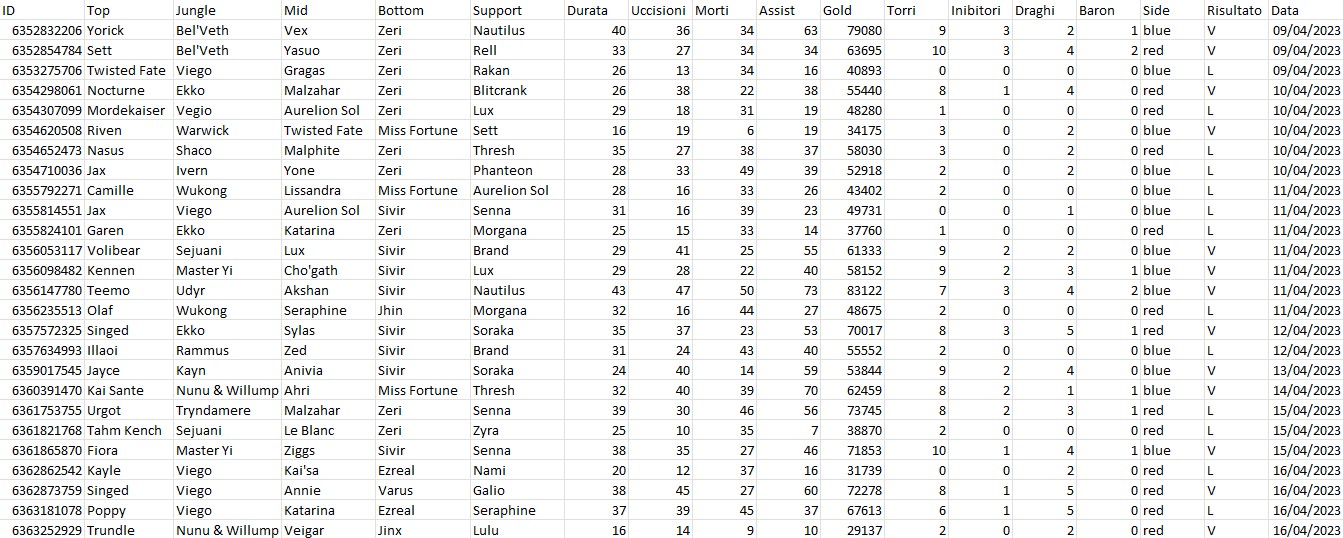 ID Top Jungle Mid Bottom Support Durata Uccisioni Morti Assist Gold Torri Inibitori Draghi Baron Side Risultato Data
6352832206 Yorick Bel'Veth Vex Zeri Nautilus 40 36 34 63 79080 9 3 2 1 blue V 09/04/2023
6352854784 Sett Bel'Veth Yasuo Zeri Rell 33 27 34 34 63695 10 3 4 2 red V 09/04/2023
6353275706 Twisted Fate Viego Gragas Zeri Rakan 26 13 34 16 40893 0 0 0 0 blue L 09/04/2023
6354298061 Nocturne Ekko Malzahar Zeri Blitcrank 26 38 22 38 55440 8 1 4 0 red V 10/04/2023
6354307099 Mordekaiser Vegio Aurelion Sol Zeri Lux 29 18 31 19 48280 1 0 0 0 red L 10/04/2023
6354620508 Riven Warwick Twisted Fate Miss Fortune Sett 16 19 6 19 34175 3 0 2 0 blue V 10/04/2023
6354652473 Nasus Shaco Malphite Zeri Thresh 35 27 38 37 58030 3 0 2 0 red L 10/04/2023
6354710036 Jax Ivern Yone Zeri Phanteon 28 33 49 39 52918 2 0 2 0 blue L 10/04/2023
6355792271 Camille Wukong Lissandra Miss Fortune Aurelion Sol 28 16 33 26 43402 2 0 0 0 blue L 11/04/2023
6355814551 Jax Viego Aurelion Sol Sivir Senna 31 16 39 23 49731 0 0 1 0 blue L 11/04/2023
6355824101 Garen Ekko Katarina Zeri Morgana 25 15 33 14 37760 1 0 0 0 red L 11/04/2023
6356053117 Volibear Sejuani Lux Sivir Brand 29 41 25 55 61333 9 2 2 0 blue V 11/04/2023
6356098482 Kennen Master Yi Cho'gath Sivir Lux 29 28 22 40 58152 9 2 3 1 blue V 11/04/2023
6356147780 Teemo Udyr Akshan Sivir Nautilus 43 47 50 73 83122 7 3 4 2 blue V 11/04/2023
6356235513 Olaf Wukong Seraphine Jhin Morgana 32 16 44 27 48675 2 0 0 0 red L 11/04/2023
6357572325 Singed Ekko Sylas Sivir Soraka 35 37 23 53 70017 8 3 5 1 red V 12/04/2023
6357634993 Illaoi Rammus Zed Sivir Brand 31 24 43 40 55552 2 0 0 0 blue L 12/04/2023
6359017545 Jayce Kayn Anivia Sivir Soraka 24 40 14 59 53844 9 2 4 0 blue V 13/04/2023
6360391470 Kai Sante Nunu & Willump Ahri Miss Fortune Thresh 32 40 39 70 62459 8 2 1 1 blue V 14/04/2023
6361753755 Urgot Tryndamere Malzahar Zeri Senna 39 30 46 56 73745 8 2 3 1 red L 15/04/2023
6361821768 Tahm Kench Sejuani Le Blanc Zeri Zyra 25 10 35 7 38870 2 0 0 0 red L 15/04/2023
6361865870 Fiora Master Yi Ziggs Sivir Senna 38 35 27 46 71853 10 1 4 1 blue V 15/04/2023
6362862542 Kayle Viego Kai'sa Ezreal Nami 20 12 37 16 31739 0 0 2 0 red L 16/04/2023
6362873759 Singed Viego Annie Varus Galio 38 45 27 60 72278 8 1 5 0 red V 16/04/2023
6363181078 Poppy Viego Katarina Ezreal Seraphine 37 39 45 37 67613 6 1 5 0 red L 16/04/2023
6363252929 Trundle Nunu & Willump Veigar Jinx Lulu 16 14 9 10 29137 2 0 2 0 red V 16/04/2023